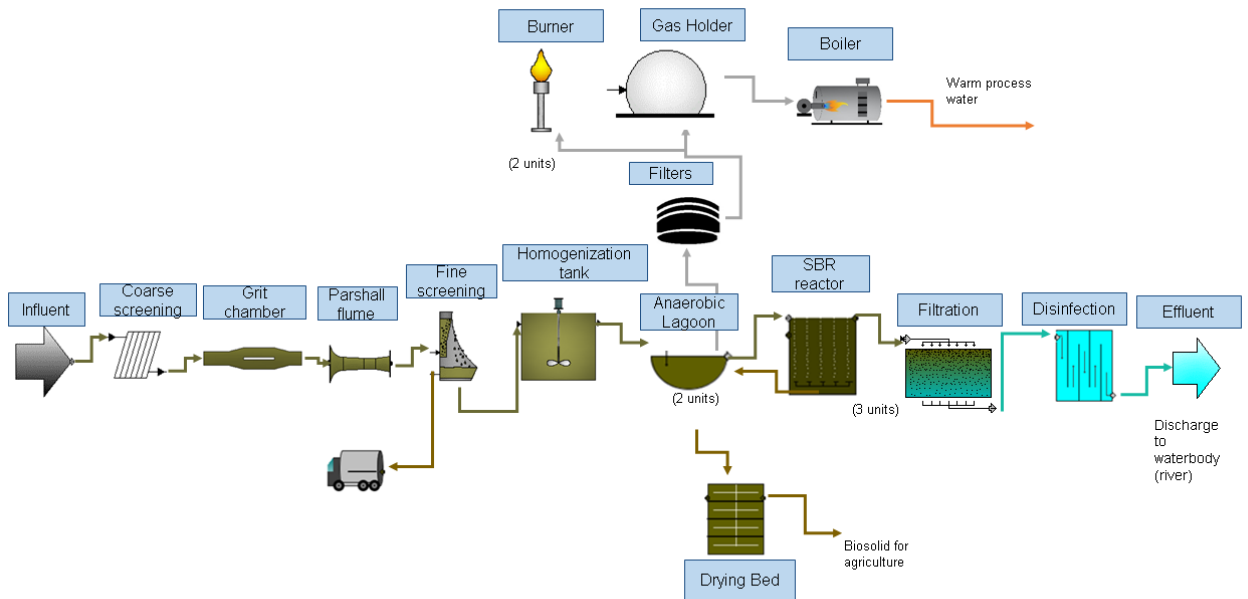 Burner
Gas Holder
Boiler
Warm process
water
(2 units)
Filters
Homogenization
tank
Fine
screening
SBR
reactor
Coarse
screening
Grit
chamber
Parshall
flume
Anaerobic
Lagoon
Influent
Filtration
Disinfection
Effluent
(2 units)
(3 units)
Discharge
to
waterbody
(river)
Biosolid for
agriculture
Drying Bed